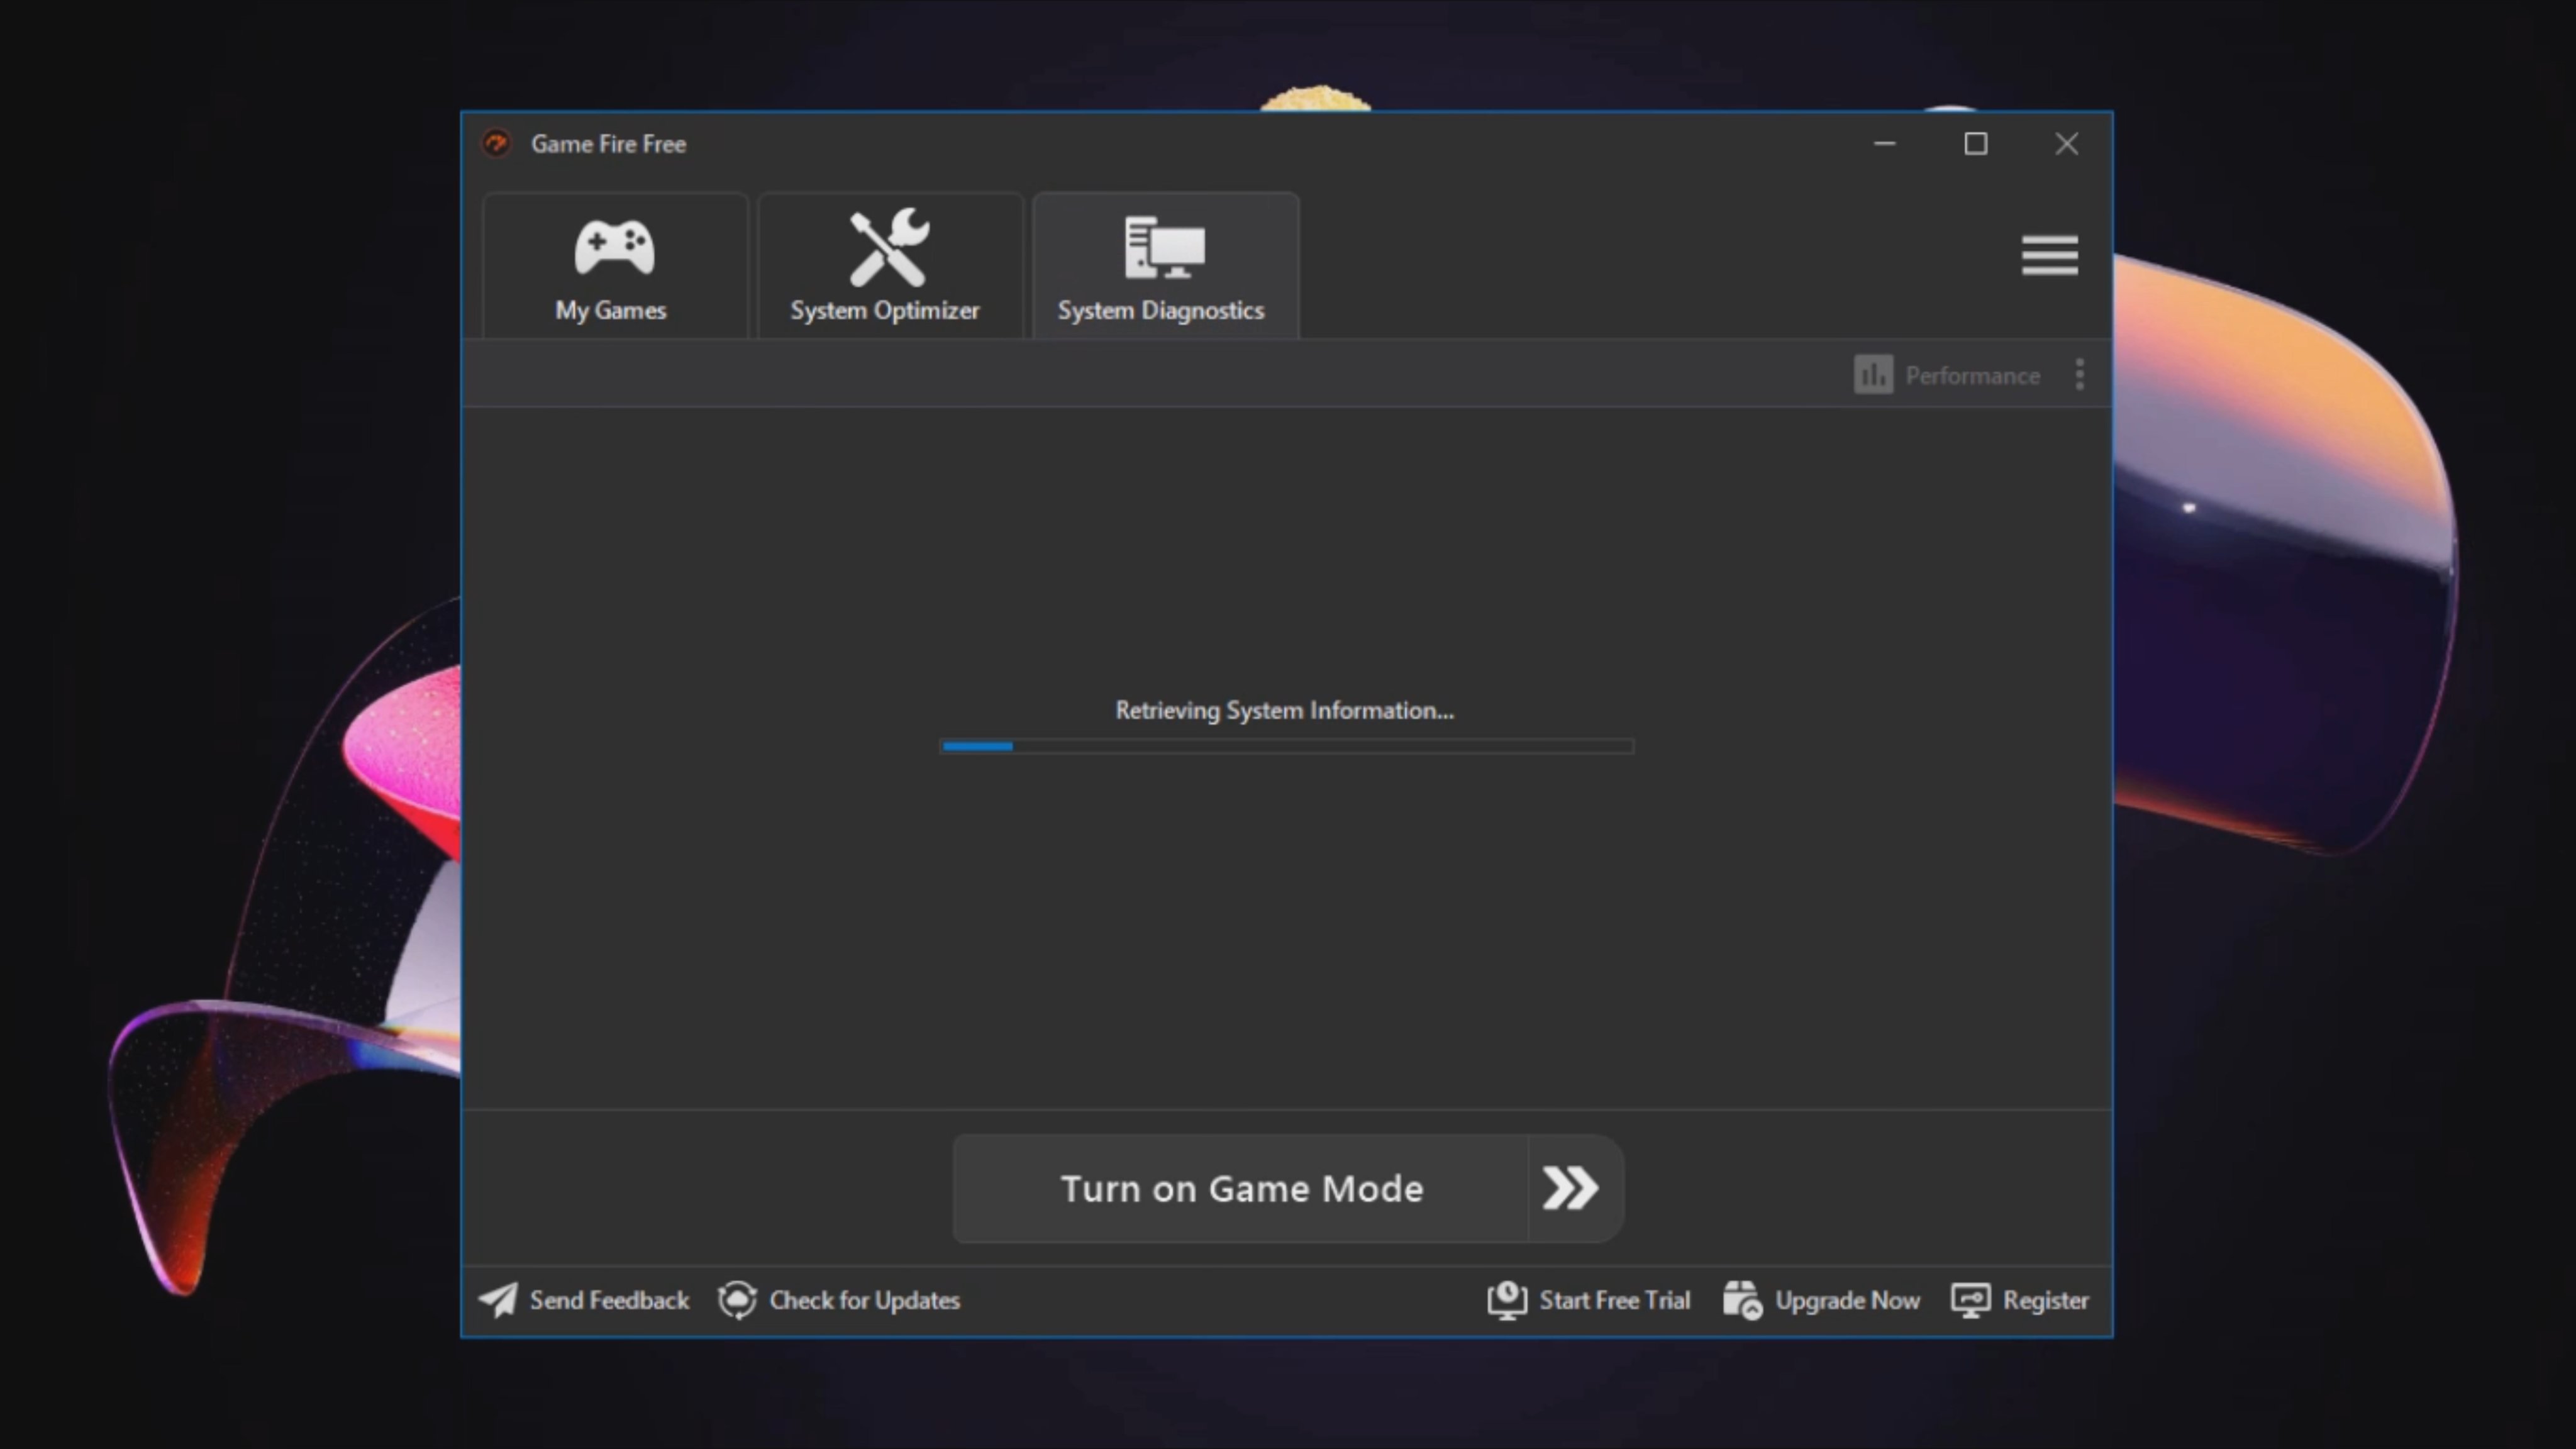 Game Fire Free
My Games
System Optimizer
System Diagnostics
Performance
Retrieving System Information...
Turn on Game Mode
Send Feedback
Check for Updates
Start Free Trial
Upgrade Now
Register